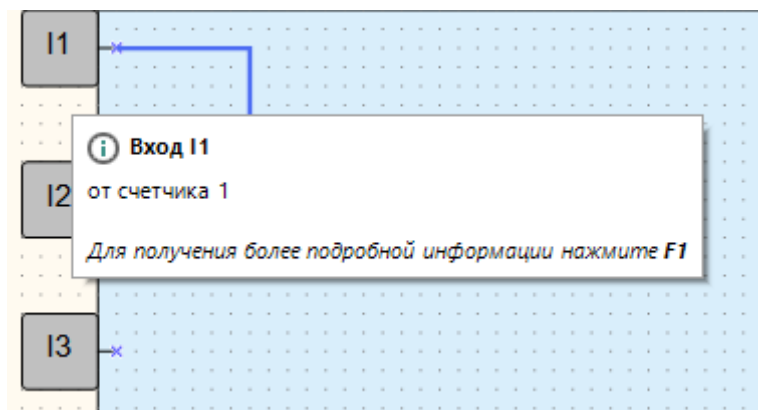 I1
Вход I1
I2
от счетчика 1
Для получения более подробной информации нажмите F1
I3